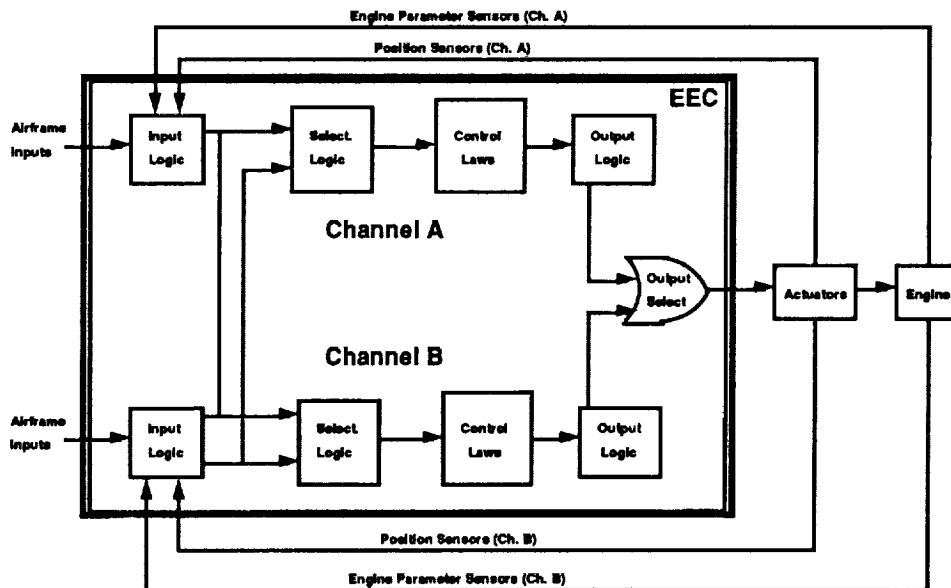 Engine Parameter Sensors (Ch. A)
Position Sensors (Ch. A)
EEC
Airframe
Inputs
Input
Logic
Select.
Logic
Control
Laws
Output
Logic
Channel A
Output
Select
Actuators
Engine
Channel B
Airframe
Inputs
Input
Logic
Select.
Logic
Control
Laws
Output
Logic
Position Sensors (Ch. B)
Engine Parameter Sensors (Ch. B)